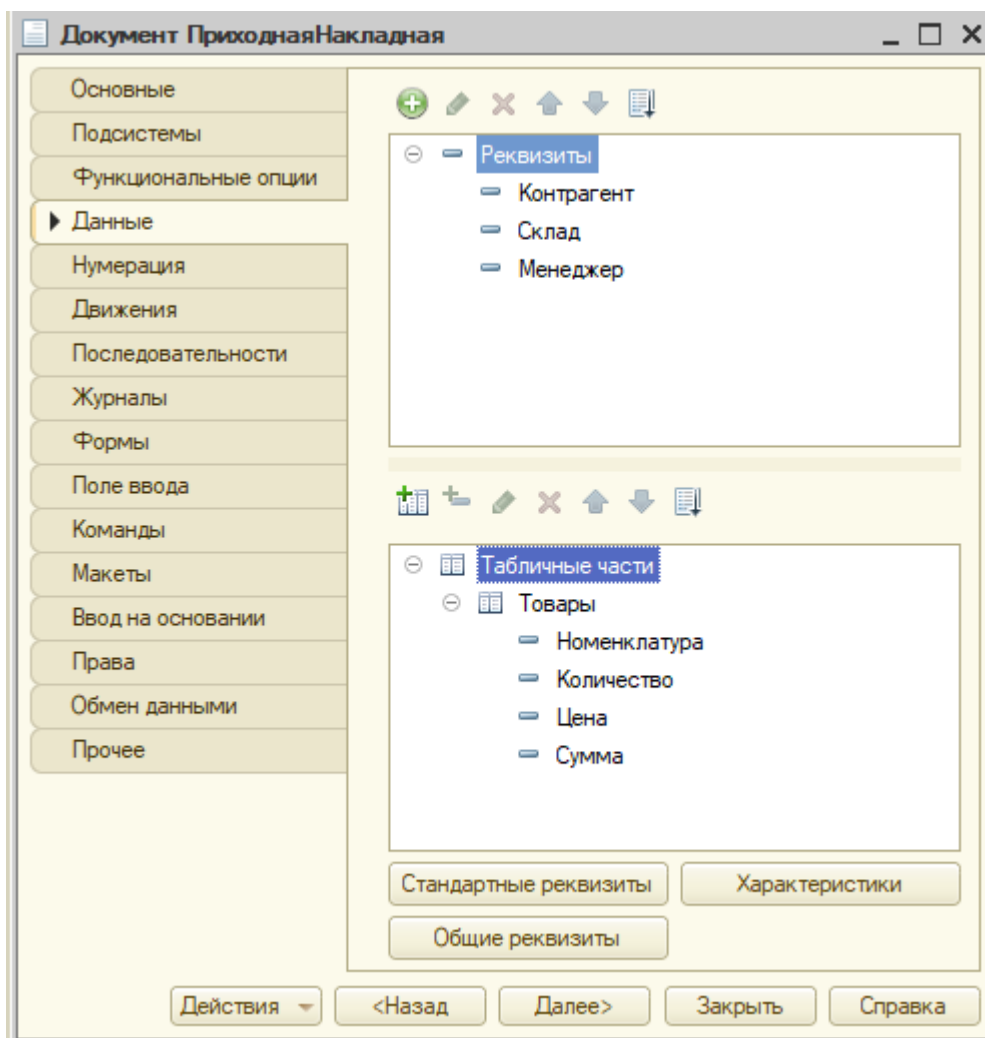 Документ ПриходнаяНакладная
Основные
Подсистемы
Функциональные опции
Данные
Нумерация
Движения
Последовательности
Журналы
Формы
Поле ввода
Команды
Макеты
Ввод на основании
Права
Обмен данными
Прочее
Реквизиты
Контрагент
Склад
Менеджер
Табличные части
Товары
Номенклатура
Количество
Цена
Сумма
Стандартные реквизиты
Характеристики
Общие реквизиты
Действия
<Назад
Далее>
Закрыть
Справка